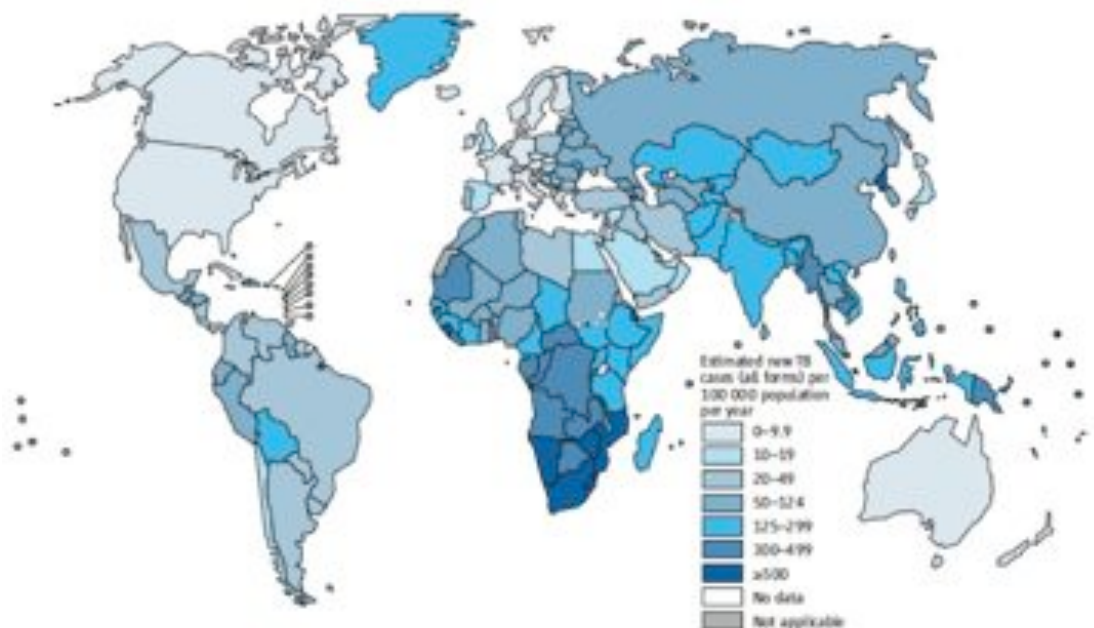 Estimated new TB
cases (all forms) per
100 000 population
per year
0–9.9
10–19
20–49
50–124
125–299
300–499
≥500
No data
Not applicable